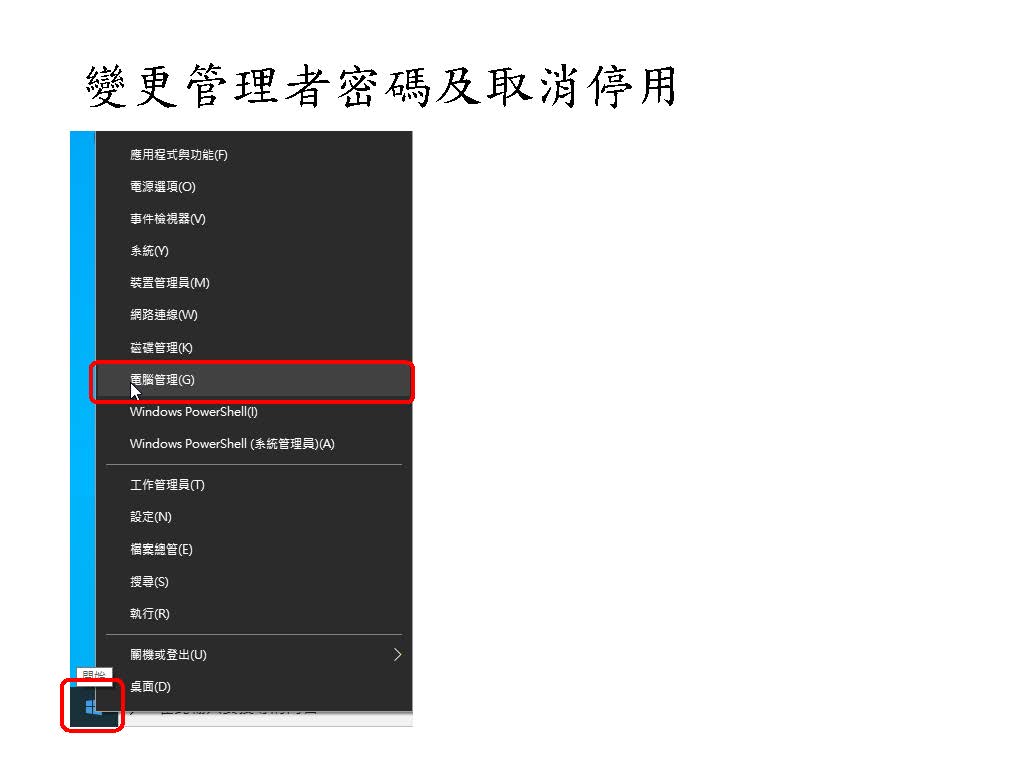 變更管理者密碼及取消停用
應用程式與功能(F)
電源選項(O)
事件檢視器(V)
系統(Y)
裝置管理員(M)
網路連線(W)
磁碟管理(K)
電腦管理(G)
Windows PowerShell(I)
Windows PowerShell (系統管理員)(A)
工作管理員(T)
設定(N)
檔案總管(E)
搜尋(S)
執行(R)
關機或登出(U)
開始
桌面(D)